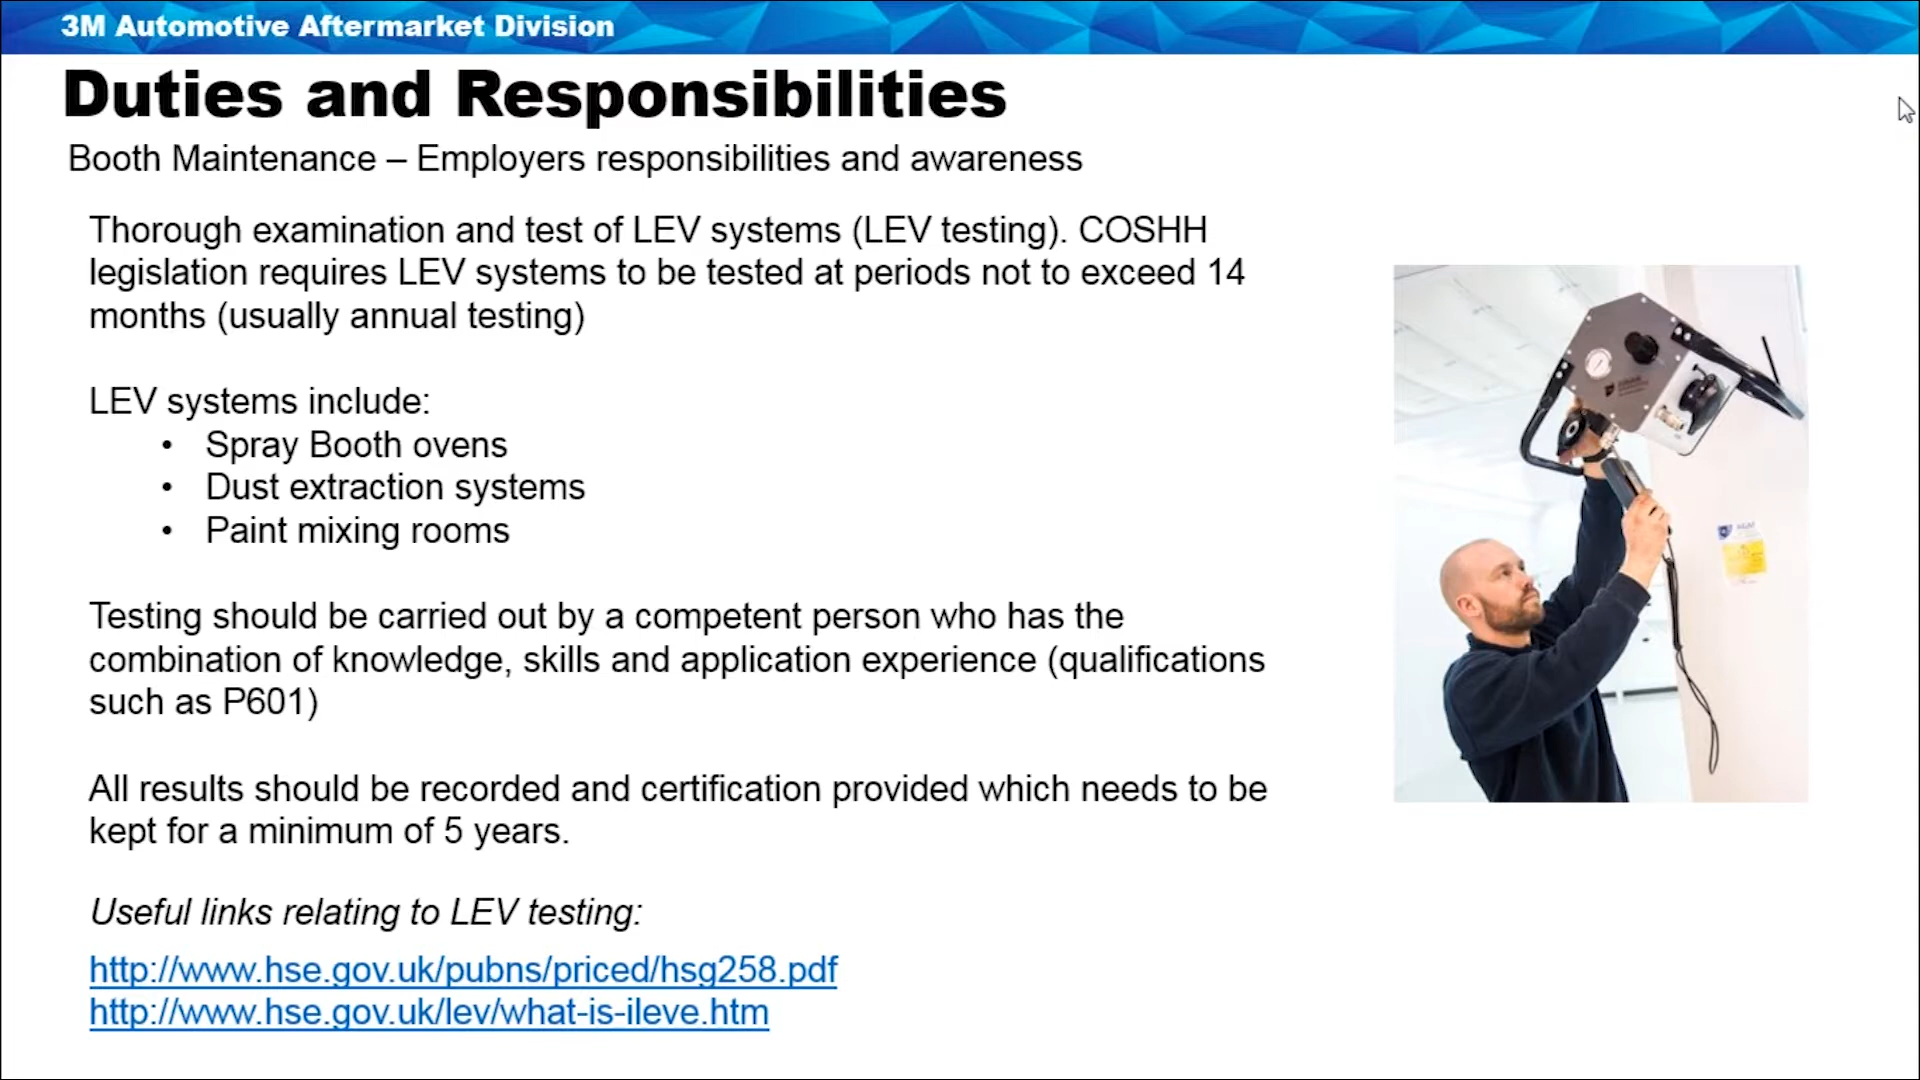 3M Automotive Aftermarket Division
Duties and Responsibilities
Booth Maintenance – Employers responsibilities and awareness
Thorough examination and test of LEV systems (LEV testing). COSHH
legislation requires LEV systems to be tested at periods not to exceed 14
months (usually annual testing)
LEV systems include:
• Spray Booth ovens
• Dust extraction systems
• Paint mixing rooms
Testing should be carried out by a competent person who has the
combination of knowledge, skills and application experience (qualifications
such as P601)
All results should be recorded and certification provided which needs to be
kept for a minimum of 5 years.
Useful links relating to LEV testing:
http://www.hse.gov.uk/pubns/priced/hsg258.pdf
http://www.hse.gov.uk/lev/what-is-ileve.htm